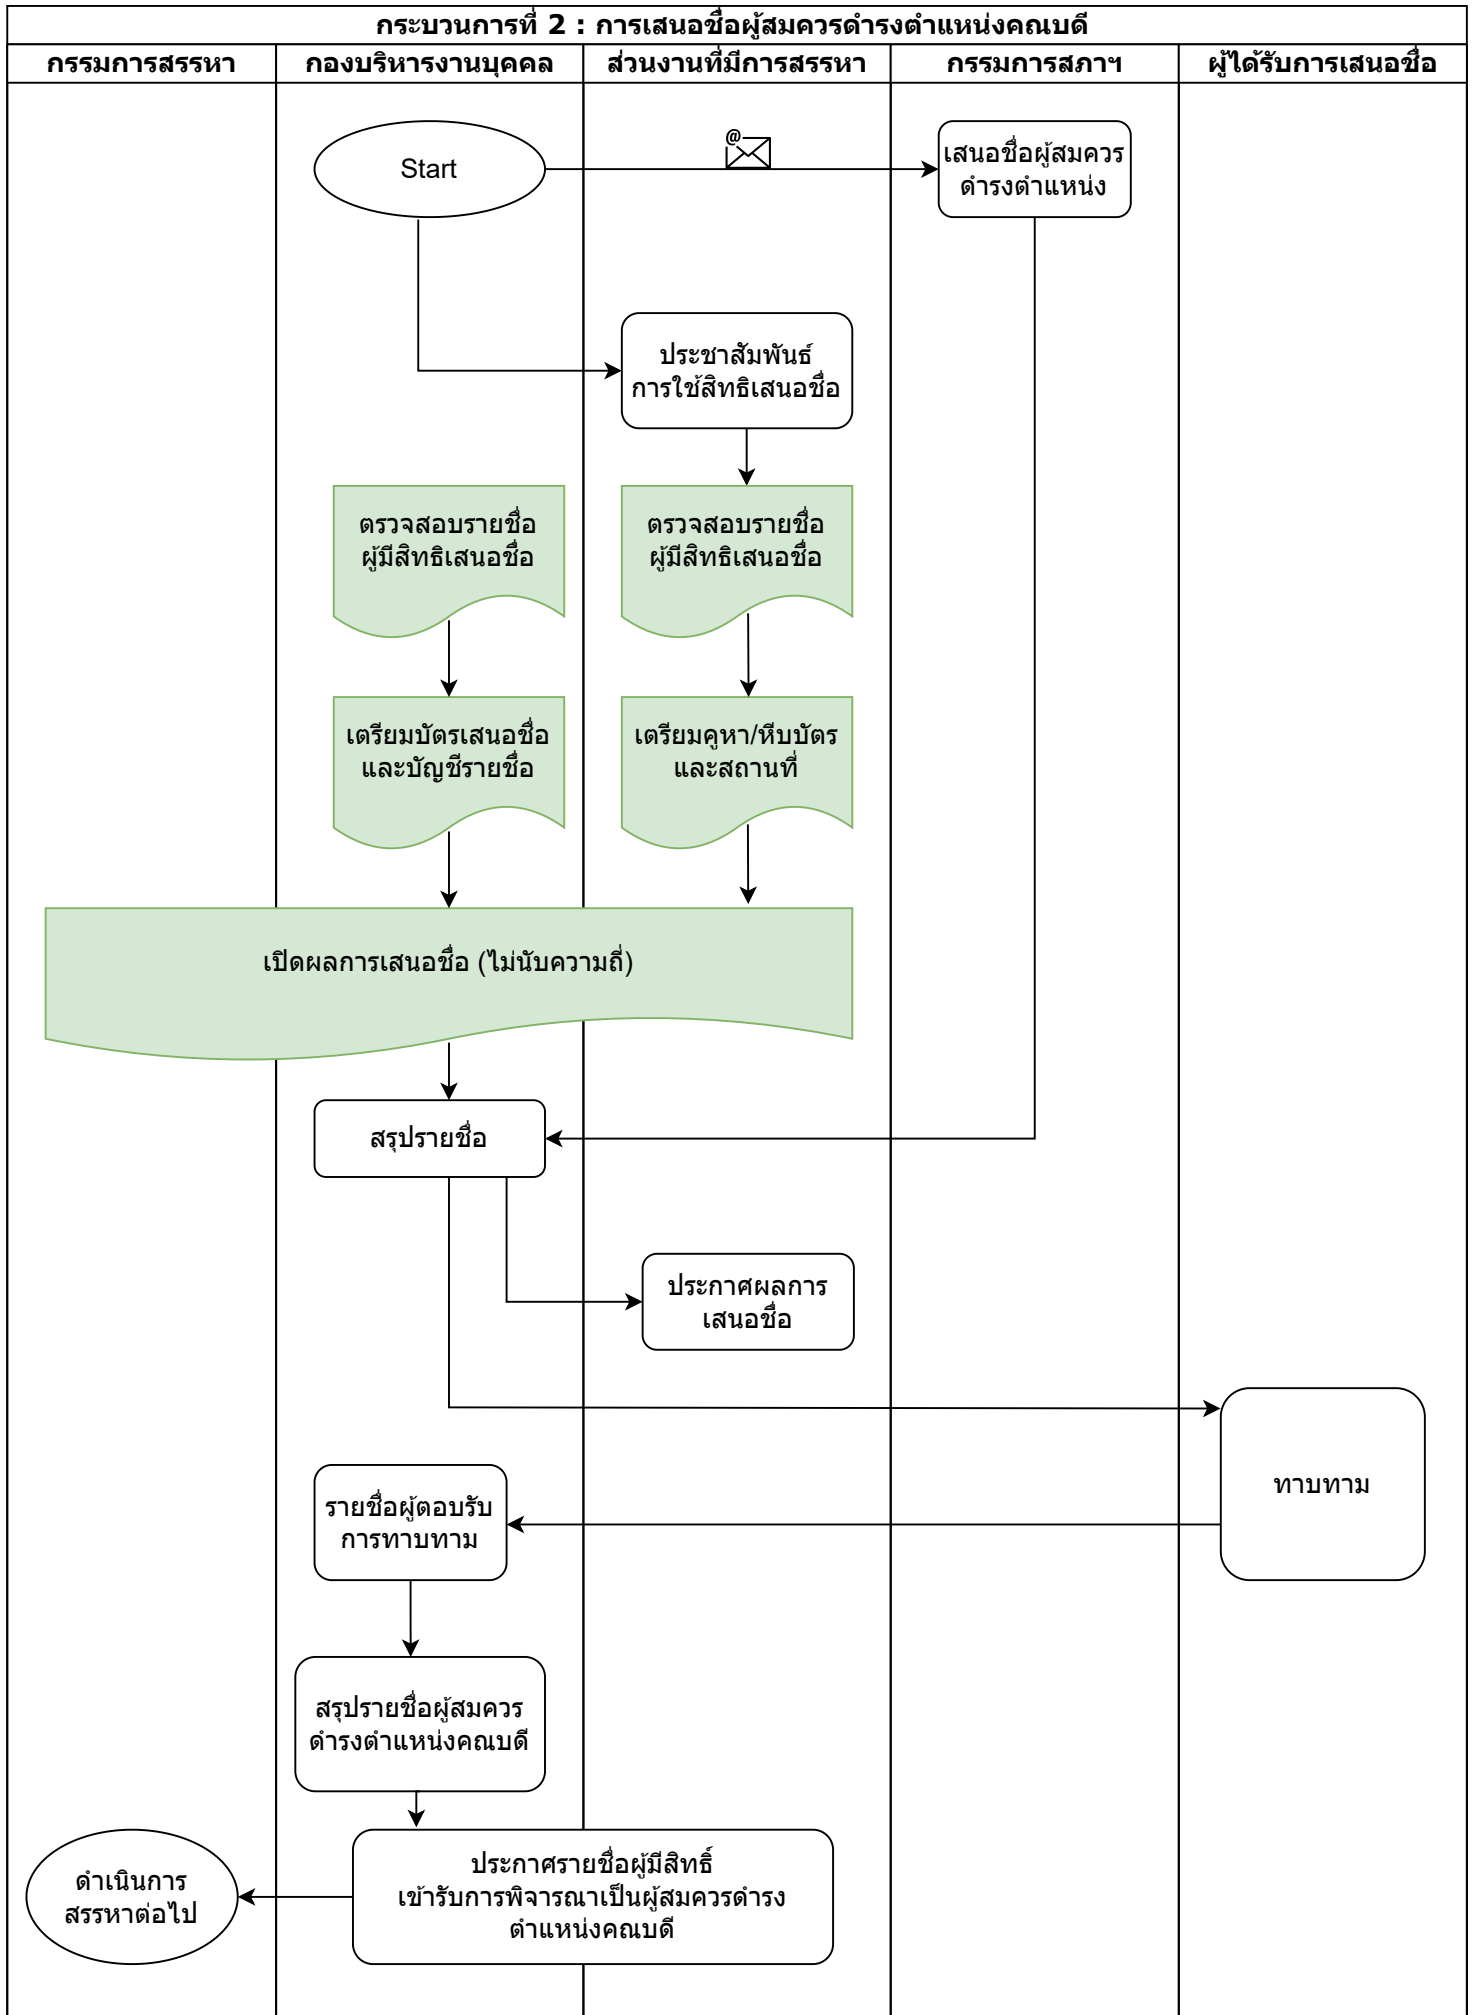 กระบวนการที่ 2 : การเสนอชื่อผู้สมควรดำรงตำแหน่งคณบดี
กรรมการสรรหา
กองบริหารงานบุคคล
ส่วนงานที่มีการสรรหา
กรรมการสภาฯ
ผู้ได้รับการเสนอชื่อ
Start
@
เสนอชื่อผู้สมควร
ดำรงตำแหน่ง
ประชาสัมพันธ์
การใช้สิทธิเสนอชื่อ
ตรวจสอบรายชื่อ
ผู้มีสิทธิเสนอชื่อ
ตรวจสอบรายชื่อ
ผู้มีสิทธิเสนอชื่อ
เตรียมบัตรเสนอชื่อ
และบัญชีรายชื่อ
เตรียมคูหา/หีบบัตร
และสถานที่
เปิดผลการเสนอชื่อ (ไม่นับความถี่)
สรุปรายชื่อ
ประกาศผลการ
เสนอชื่อ
ทาบทาม
รายชื่อผู้ตอบรับ
การทาบทาม
สรุปรายชื่อผู้สมควร
ดำรงตำแหน่งคณบดี
ประกาศรายชื่อผู้มีสิทธิ์
เข้ารับการพิจารณาเป็นผู้สมควรดำรง
ตำแหน่งคณบดี
ดำเนินการ
สรรหาต่อไป